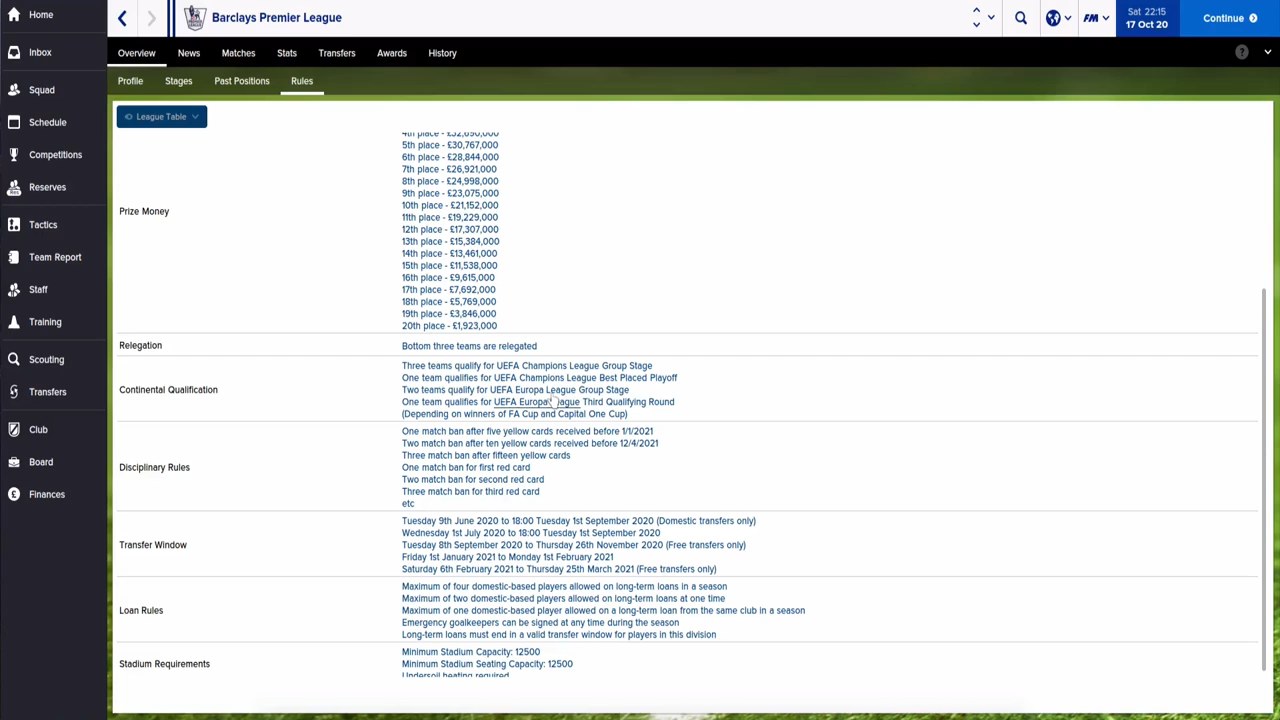 Home
Inbox
Squad
Schedule
Competitions
Reserves
Tactics
Team Report
Staff
Training
Scouting
Transfers
Club
Board
Finances
Barclays Premier League
FM
Sat 22:15
17 Oct 20
Continue
Overview News Matches Stats Transfers Awards History
?
Profile Stages Past Positions Rules
League Table
4th place - £32,690,000
5th place - £30,767,000
6th place - £28,844,000
7th place - £26,921,000
8th place - £24,998,000
9th place - £23,075,000
10th place - £21,152,000
Prize Money
11th place - £19,229,000
12th place - £17,307,000
13th place - £15,384,000
14th place - £13,461,000
15th place - £11,538,000
16th place - £9,615,000
17th place - £7,692,000
18th place - £5,769,000
19th place - £3,846,000
20th place - £1,923,000
Relegation
Bottom three teams are relegated
Continental Qualification
Three teams qualify for UEFA Champions League Group Stage
One team qualifies for UEFA Champions League Best Placed Playoff
Two teams qualify for UEFA Europa League Group Stage
One team qualifies for UEFA Europa League Third Qualifying Round
(Depending on winners of FA Cup and Capital One Cup)
Disciplinary Rules
One match ban after five yellow cards received before 1/1/2021
Two match ban after ten yellow cards received before 12/4/2021
Three match ban after fifteen yellow cards
One match ban for first red card
Two match ban for second red card
Three match ban for third red card
etc
Transfer Window
Tuesday 9th June 2020 to 18:00 Tuesday 1st September 2020 (Domestic transfers only)
Wednesday 1st July 2020 to 18:00 Tuesday 1st September 2020
Tuesday 8th September 2020 to Thursday 26th November 2020 (Free transfers only)
Friday 1st January 2021 to Monday 1st February 2021
Saturday 6th February 2021 to Thursday 25th March 2021 (Free transfers only)
Loan Rules
Maximum of four domestic-based players allowed on long-term loans in a season
Maximum of two domestic-based players allowed on long-term loans at one time
Maximum of one domestic-based player allowed on a long-term loan from the same club in a season
Emergency goalkeepers can be signed at any time during the season
Long-term loans must end in a valid transfer window for players in this division
Stadium Requirements
Minimum Stadium Capacity: 12500
Minimum Stadium Seating Capacity: 12500
Undersoil heating required